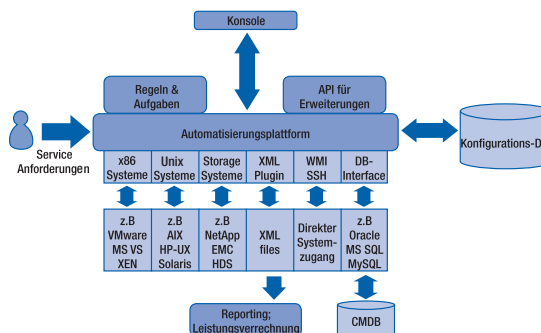 Konsole
Regeln &
Aufgaben
API für
Erweiterungen
Automatisierungsplattform
Service
Anforderungen
Konfigurations-D
x86
Systeme
Unix
Systeme
Storage
Systeme
XML
Plugin
WMI
SSH
DB-
Interface
z.B
VMware
MS VS
XEN
z.B
AIX
HP-UX
Solaris
z.B
NetApp
EMC
HDS
XML
files
Direkter
System-
zugang
z.B
Oracle
MS SQL
MySQL
Reporting;
Leistungsverrechnung
CMDB